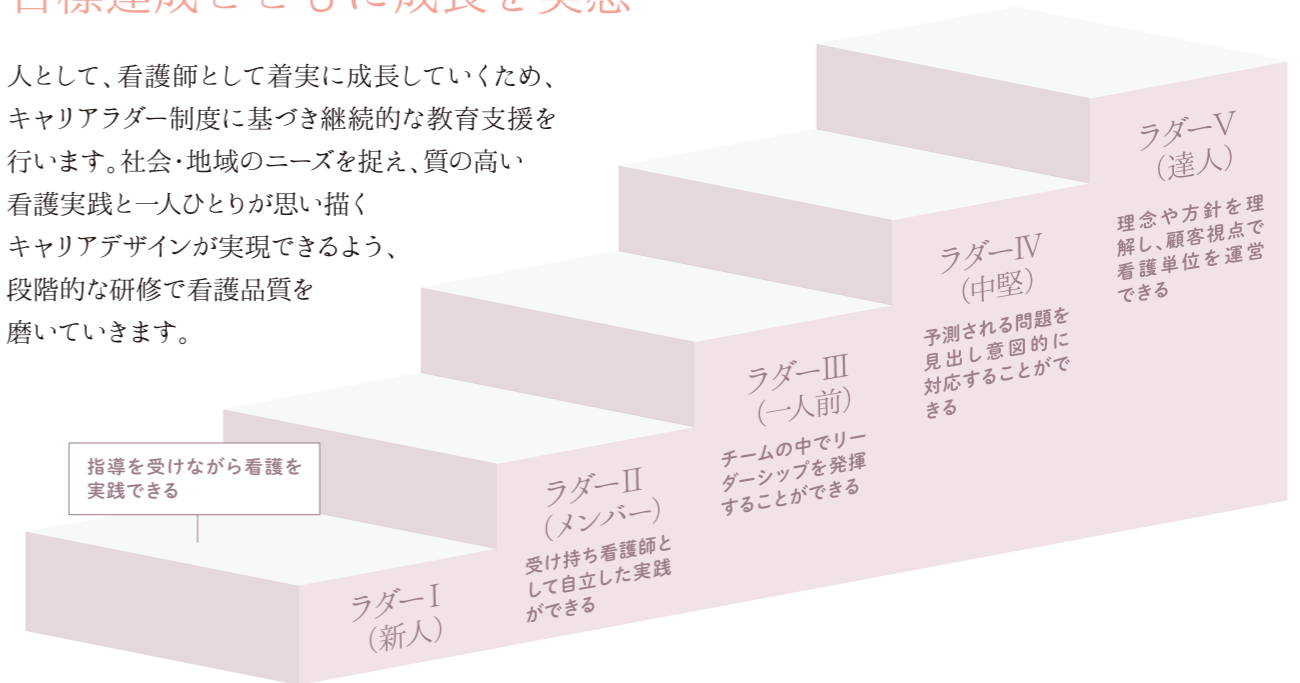 目標達成とともに成長を実感
人として、看護師として着実に成長していくため、
キャリアラダー制度に基づき継続的な教育支援を
行います。社会・地域のニーズを捉え、質の高い
看護実践と一人ひとりが思い描く
キャリアデザインが実現できるよう、
段階的な研修で看護品質を
磨いていきます。
指導を受けながら看護を
実践できる
ラダーⅠ
(新人)
ラダーⅡ
(メンバー)
受け持ち看護師と
して自立した実践
ができる
ラダーⅢ
(一人前)
チームの中でリー
ダーシップを発揮
することができる
ラダーⅣ
(中堅)
予測される問題を
見出し意図的に
対応することがで
きる
ラダーⅤ
(達人)
理念や方針を理
解し、顧客視点で
看護単位を運営
できる